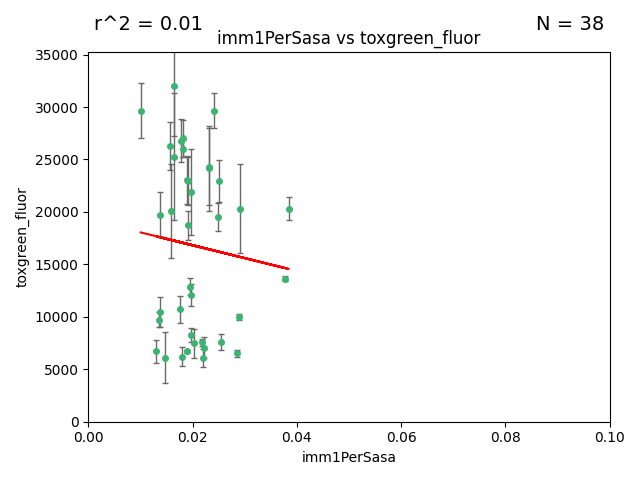 r^2 = 0.01
N = 38
imm1PerSasa vs toxgreen_fluor
35000
30000
25000
20000
15000
10000
5000
0
toxgreen_fluor
0.00 0.02 0.04 0.06 0.08 0.10
imm1PerSasa